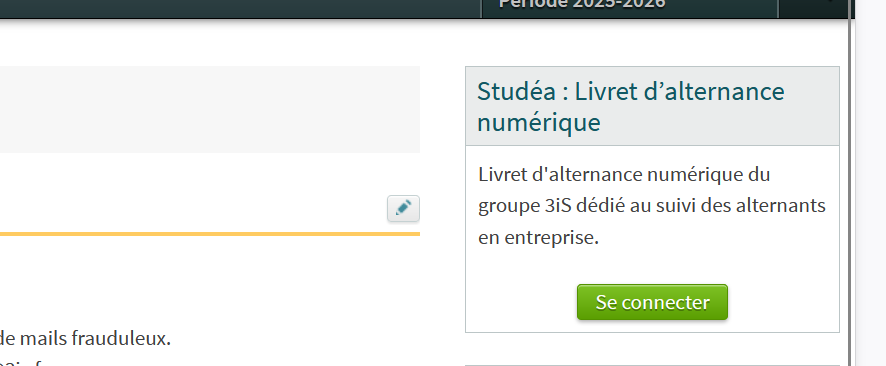 Période 2025-2026
Studéa : Livret d’alternance
numérique
Livret d'alternance numérique du
groupe 3iS dédié au suivi des alternants
en entreprise.
Se connecter
de mails frauduleux.